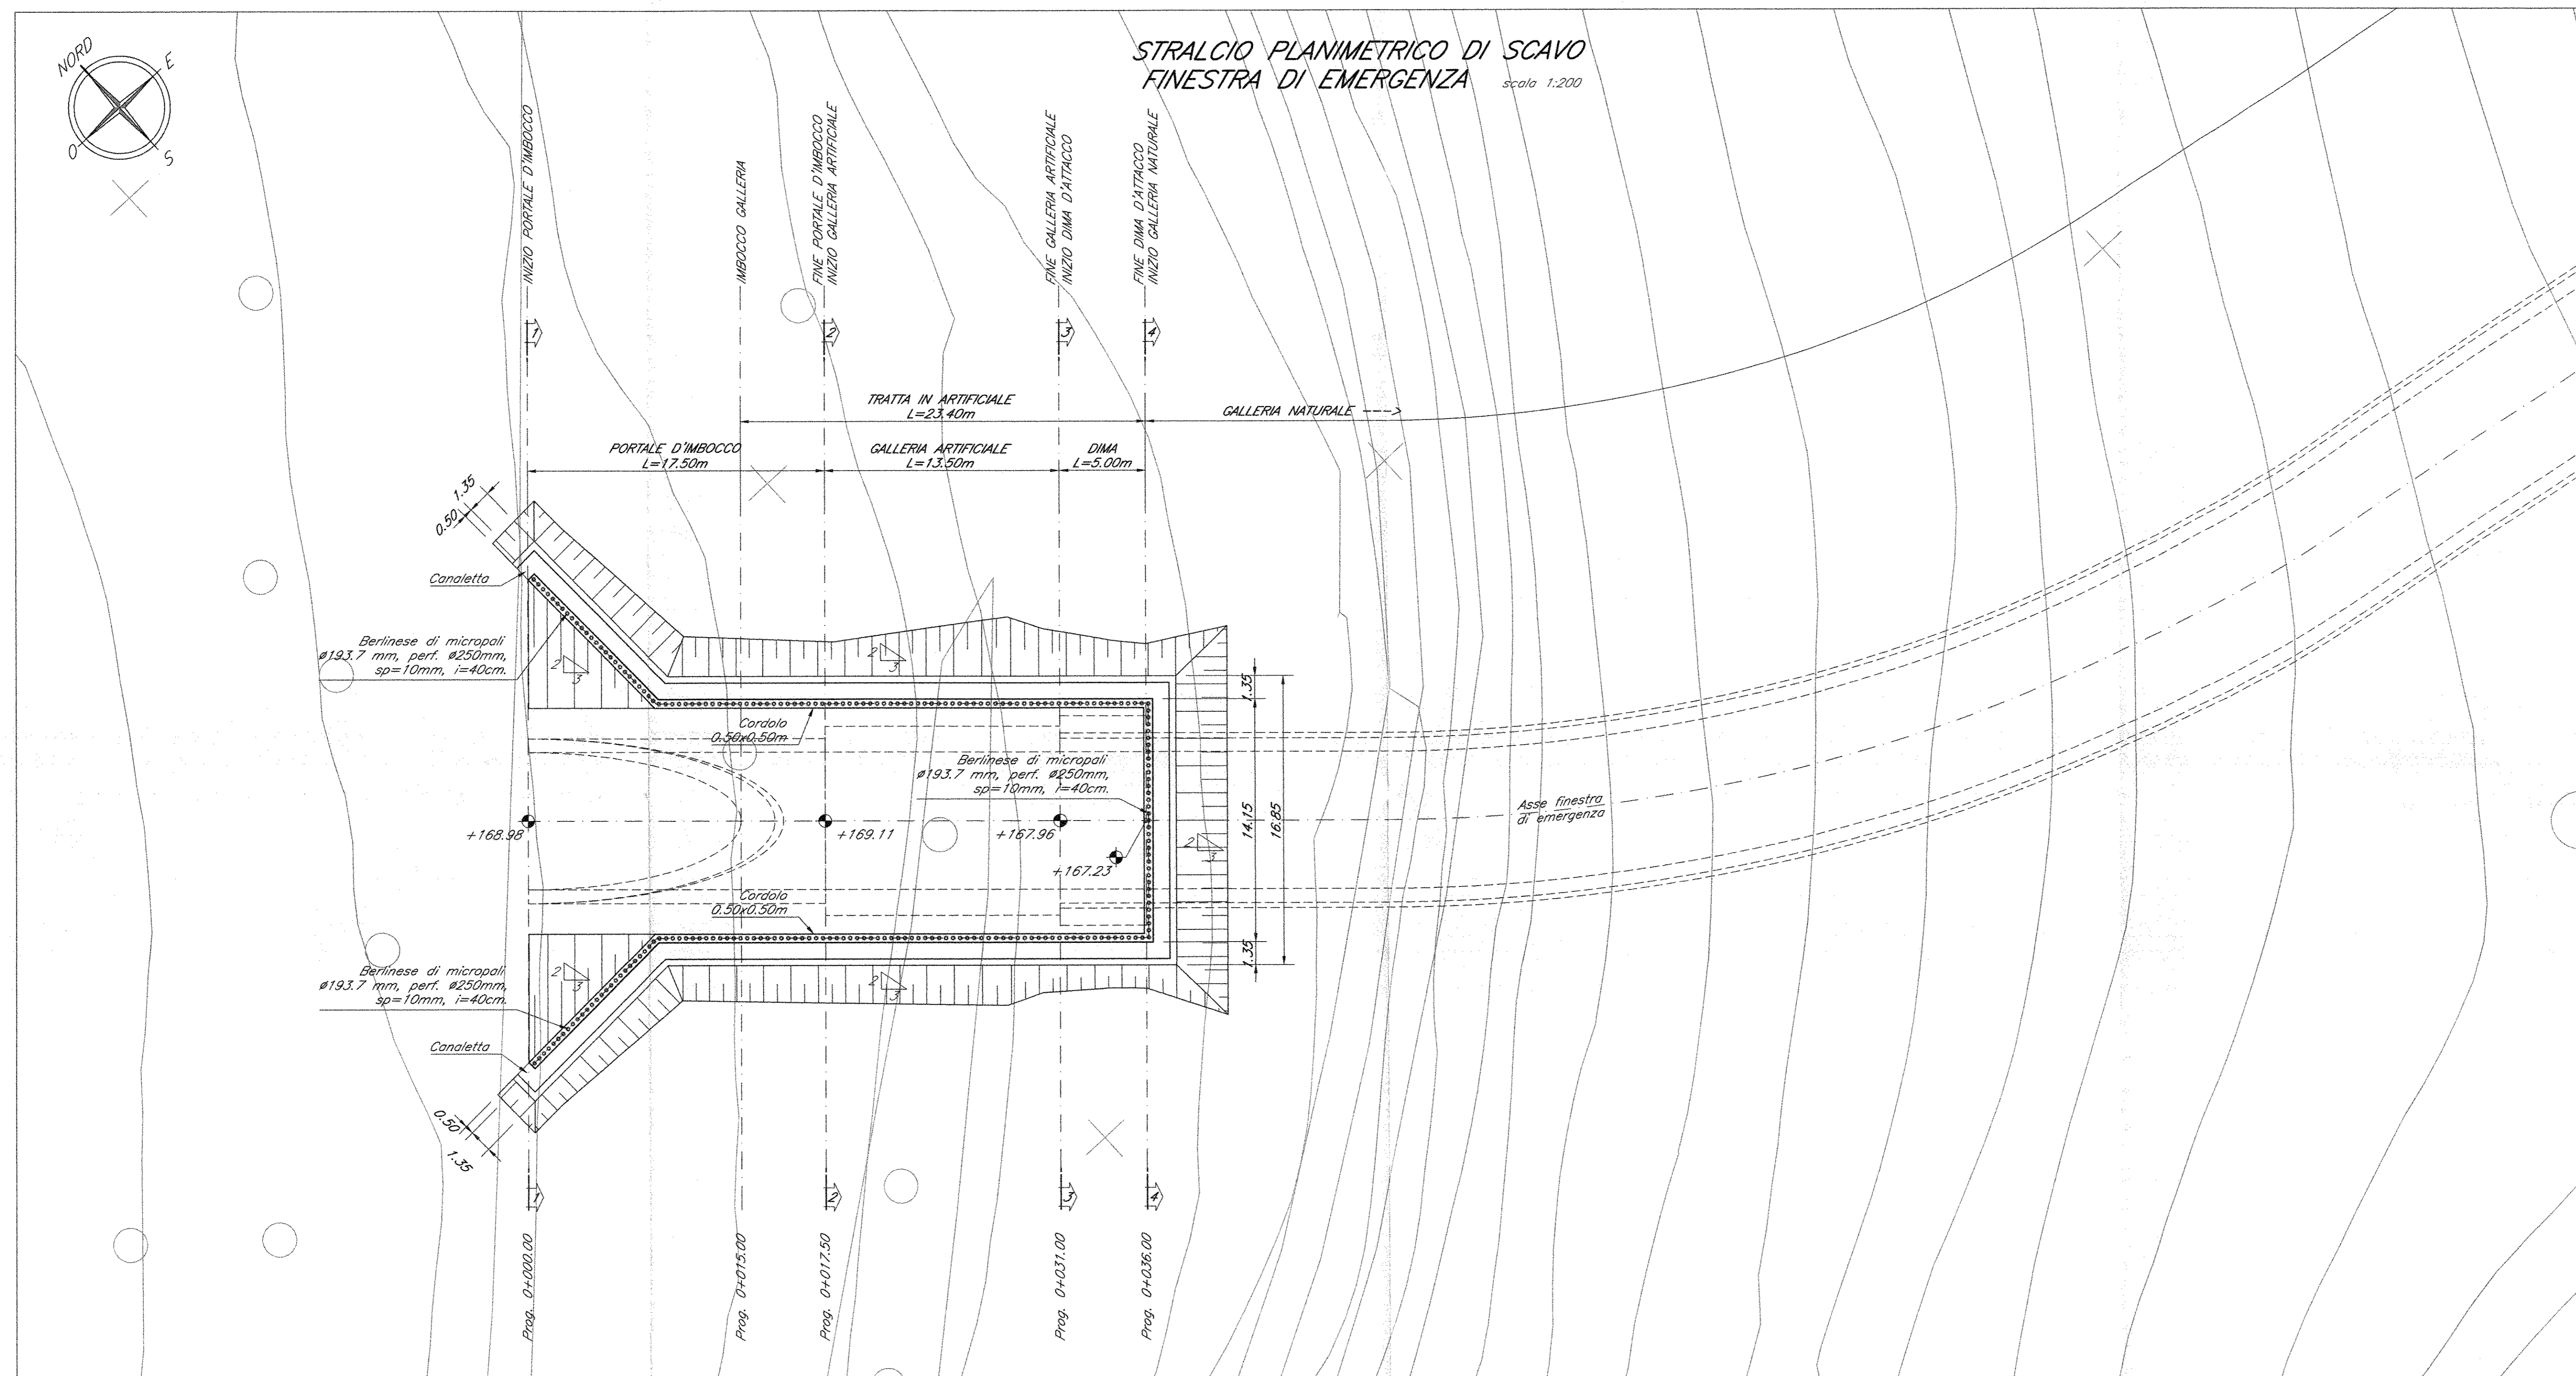 STRALCIO PLANIMETRICO DI SCAVO
FINESTRA DI EMERGENZA scala 1:200
NORD
E
O
S
INIZIO PORTALE D'IMBOCCO
IMBOCCO GALLERIA
FINE PORTALE D'IMBOCCO
INIZIO GALLERIA ARTIFICIALE
FINE GALLERIA ARTIFICIALE
INIZIO DIMA D'ATTACCO
FINE DIMA D'ATTACCO
INIZIO GALLERIA NATURALE
1
2
3
4
TRATTA IN ARTIFICIALE
L=23.40m
GALLERIA NATURALE --->
PORTALE D'IMBOCCO
L=17.50m
GALLERIA ARTIFICIALE
L=13.50m
DIMA
L=5.00m
1.35
0.50
Canaletta
Berlinese di micropali
ø193.7 mm, perf. ø250mm,
sp=10mm, i=40cm.
2
3
2
3
1.35
Cordolo
0.50x0.50m
Berlinese di micropali
ø193.7 mm, perf. ø250mm,
sp=10mm, i=40cm.
+168.98
+169.11
+167.96
+167.23
14.15
16.85
2
3
Asse finestra
di emergenza
Cordolo
0.50x0.50m
1.35
Berlinese di micropali
ø193.7 mm, perf. ø250mm,
sp=10mm, i=40cm.
2
3
2
3
Canaletta
0.50
1.35
1
2
3
4
Prog. 0+000.00
Prog. 0+015.00
Prog. 0+017.50
Prog. 0+031.00
Prog. 0+036.00